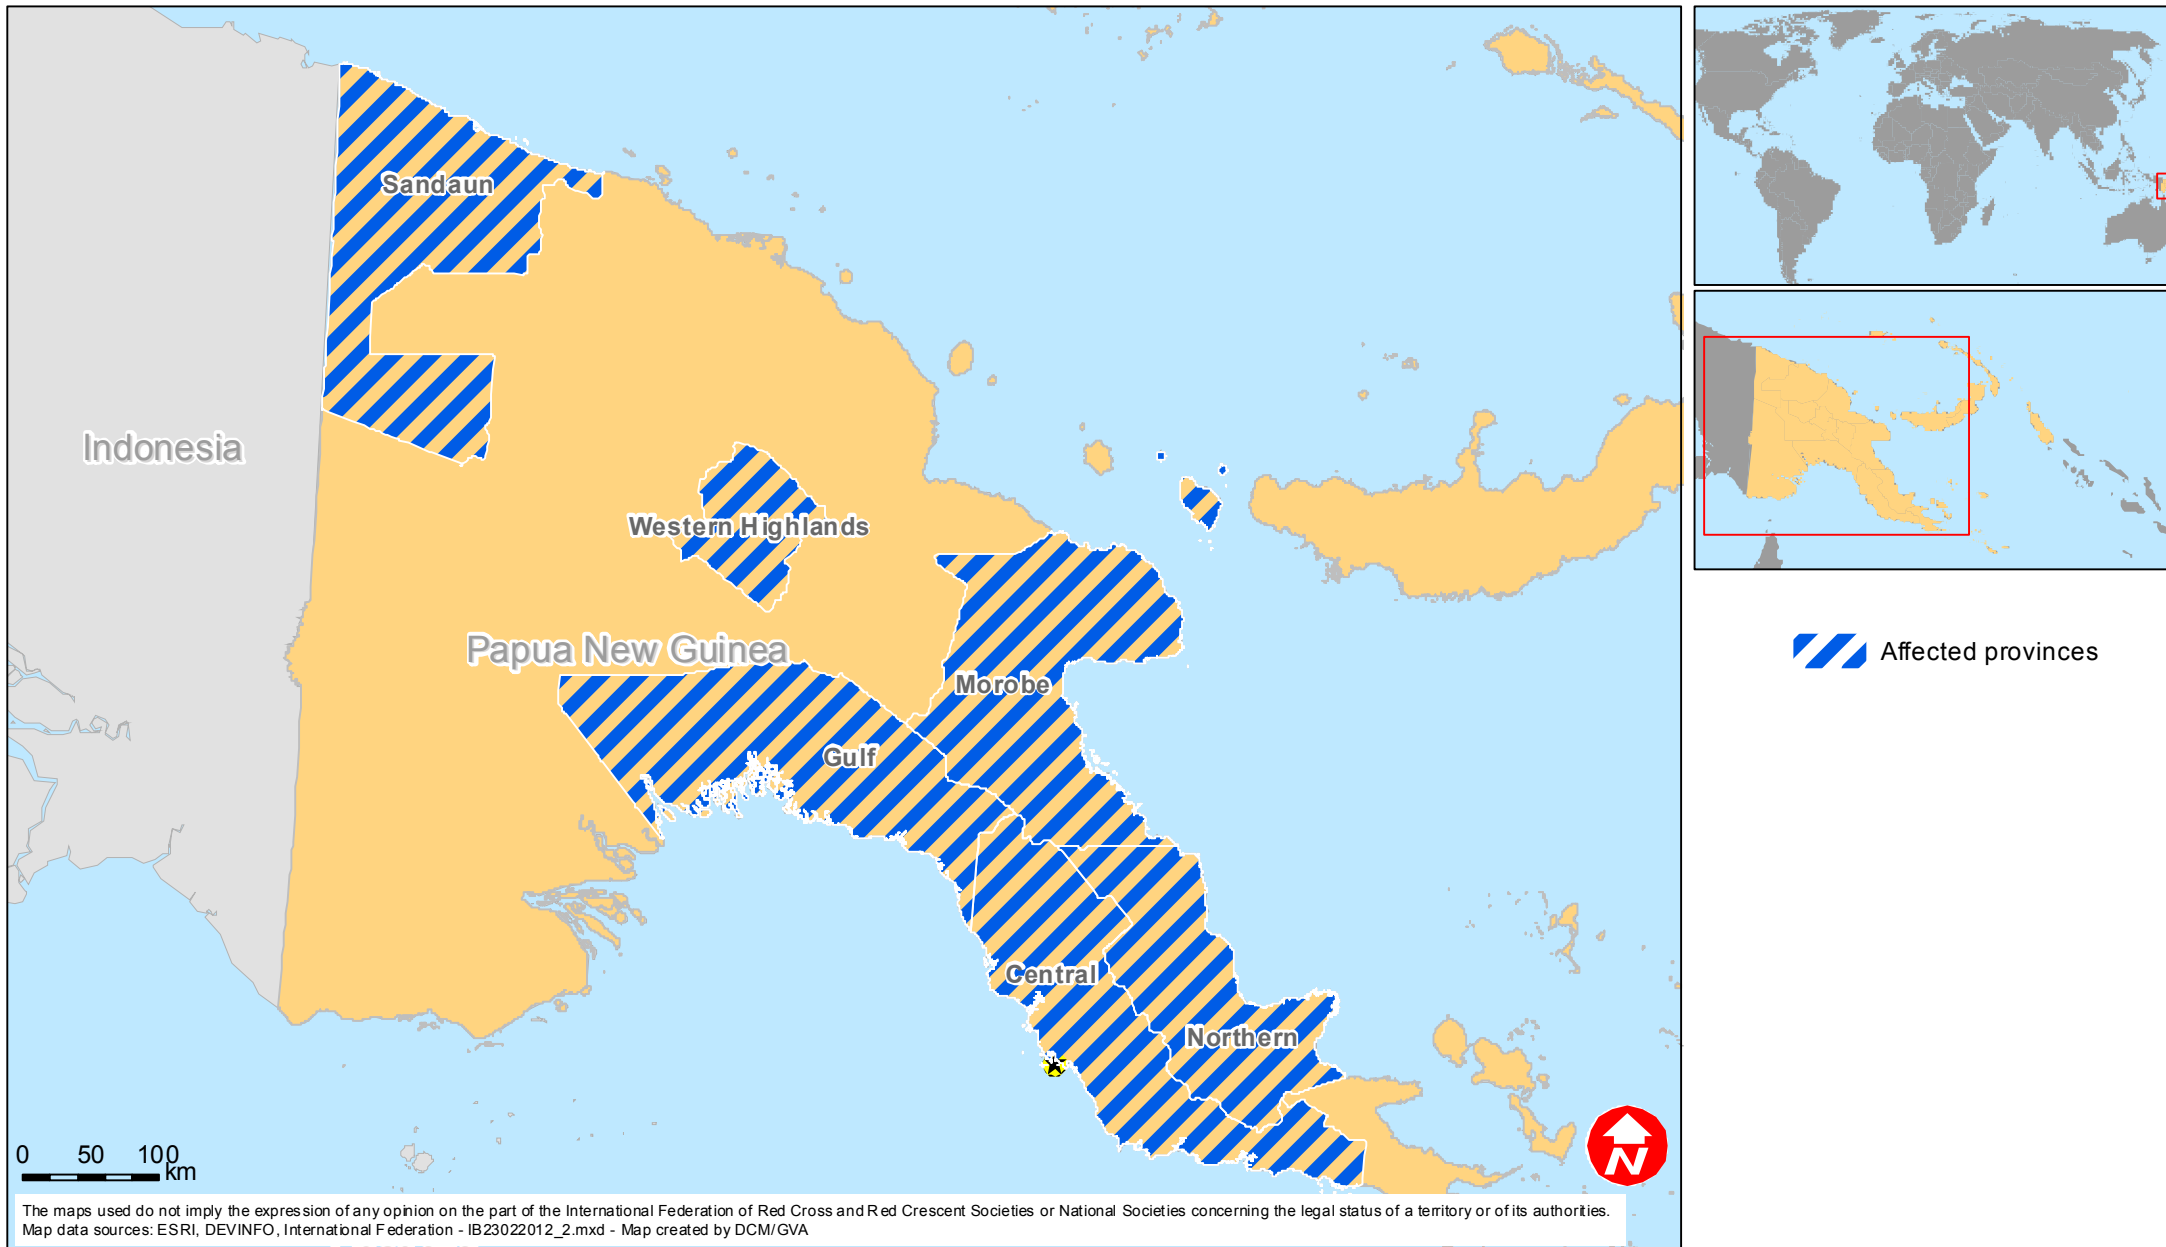 Sandaun
Indonesia
Western Highlands
Papua New Guinea
Morobe
Gulf
Central
Northern
Affected provinces
0 50 100
km
N
The maps used do not imply the expression of any opinion on the part of the International Federation of Red Cross and Red Crescent Societies or National Societies concerning the legal status of a territory or of its authorities.
Map data sources: ESRI, DEVINFO, International Federation - IB23022012_2.mxd - Map created by DCM/GVA